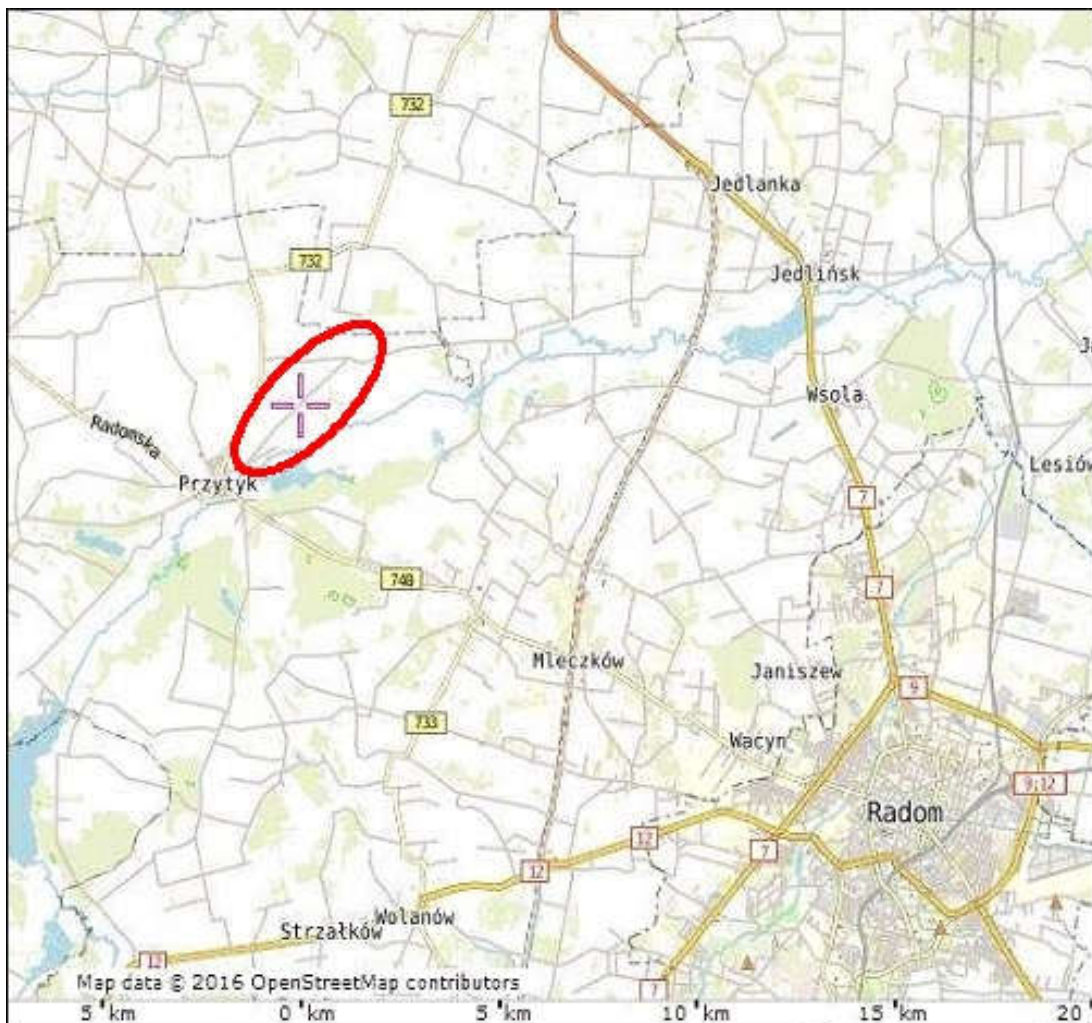 732
Jedlanka
732
Jedlińsk
Wsola
Radomska
Lesiów
Przytyk
7
748
7
Mleczków
Janiszew
9
733
Wacyn
9;12
Radom
12
7
12
Wolanów
Strzałków
12
7
Map data © 2016 OpenStreetMap contributors
5 km 0 km 5 km 10 km 15 km 20